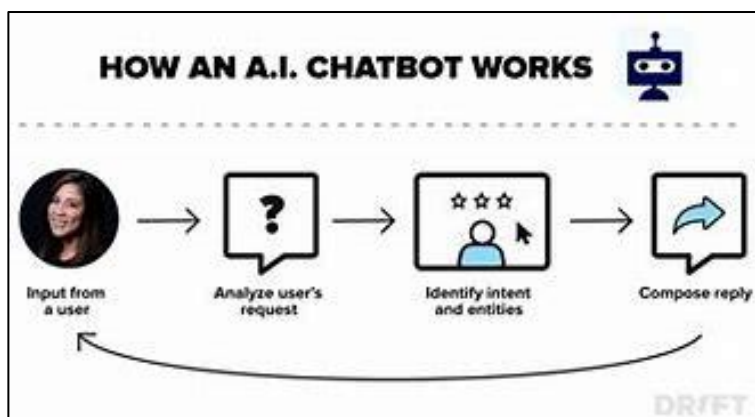 HOW AN A.I. CHATBOT WORKS
?
Input from
a user
Analyze user's
request
Identify intent
and entities
Compose reply
DRIFT